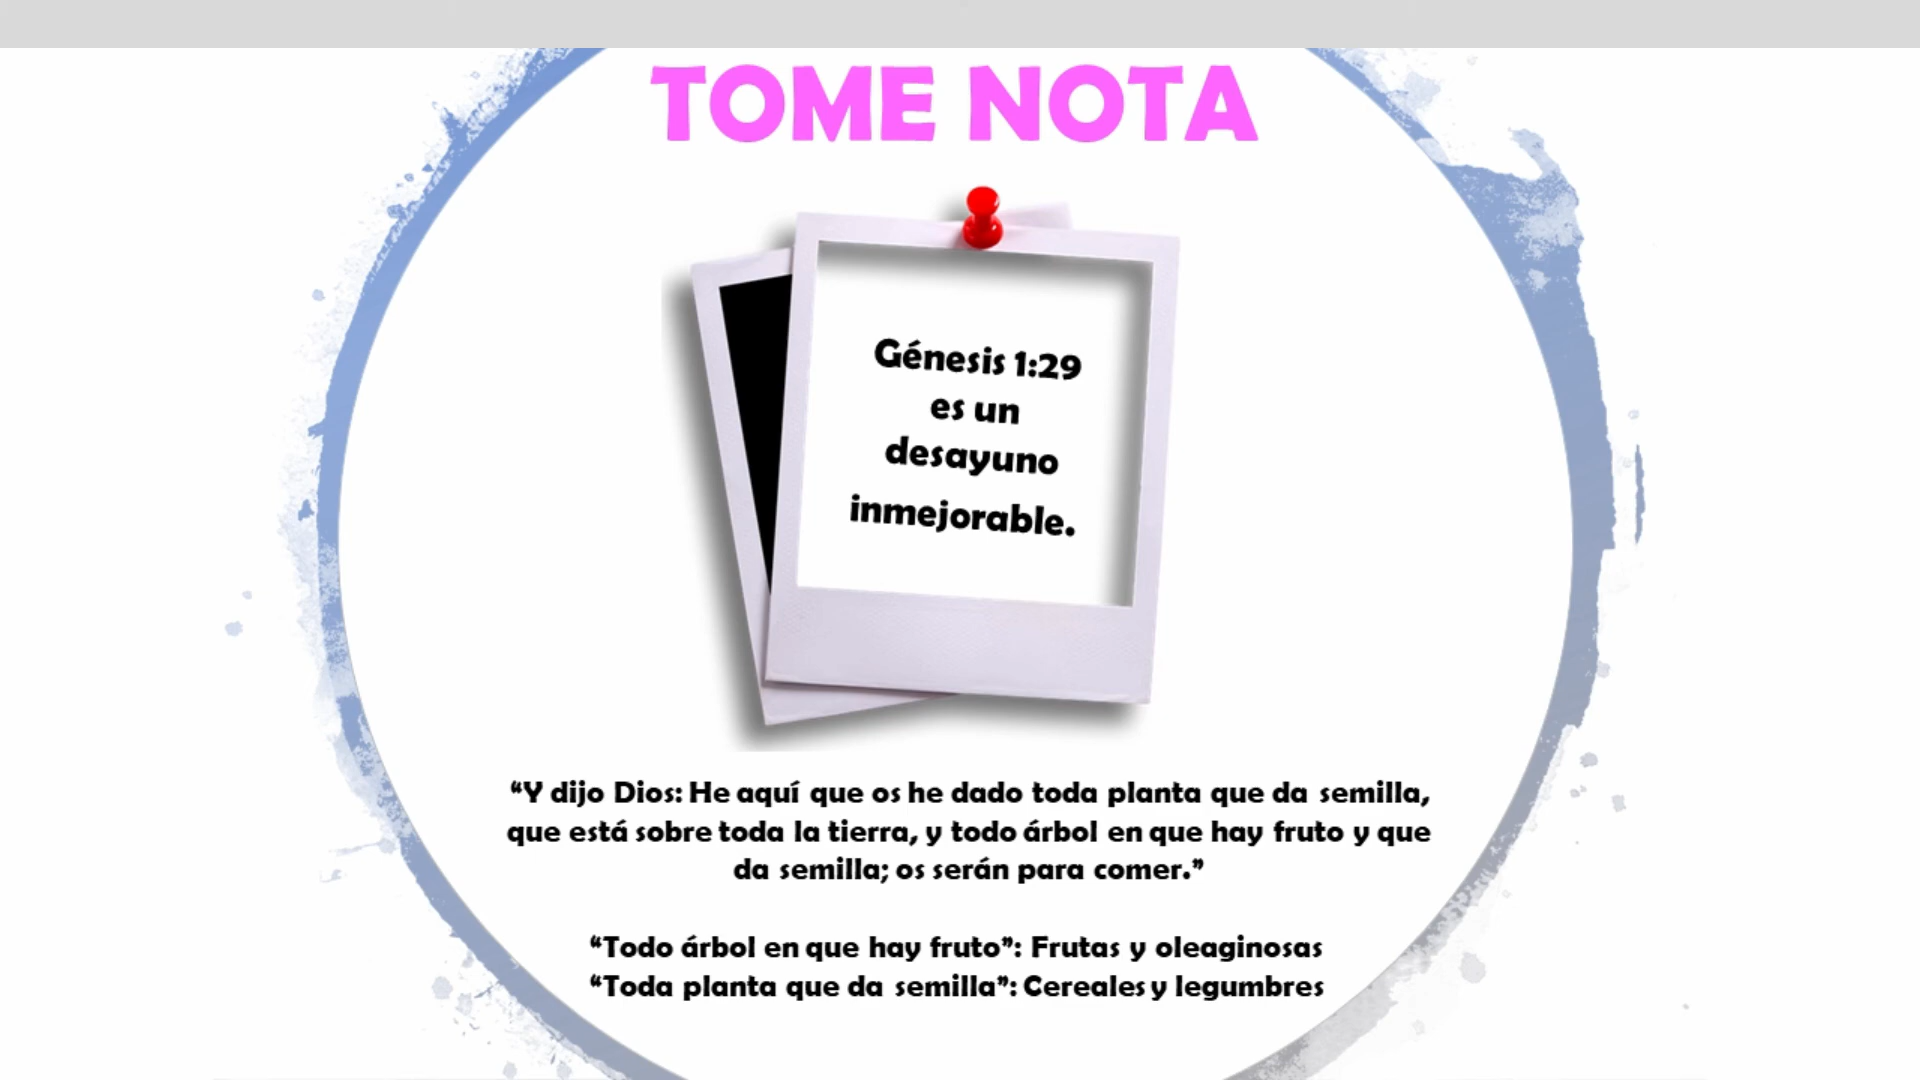 TOME NOTA
Génesis 1:29
es un
desayuno
inmejorable.
“Y dijo Dios: He aquí que os he dado toda planta que da semilla,
que está sobre toda la tierra, y todo árbol en que hay fruto y que
da semilla; os serán para comer.”
“Todo árbol en que hay fruto”: Frutas y oleaginosas
“Toda planta que da semilla”: Cereales y legumbres